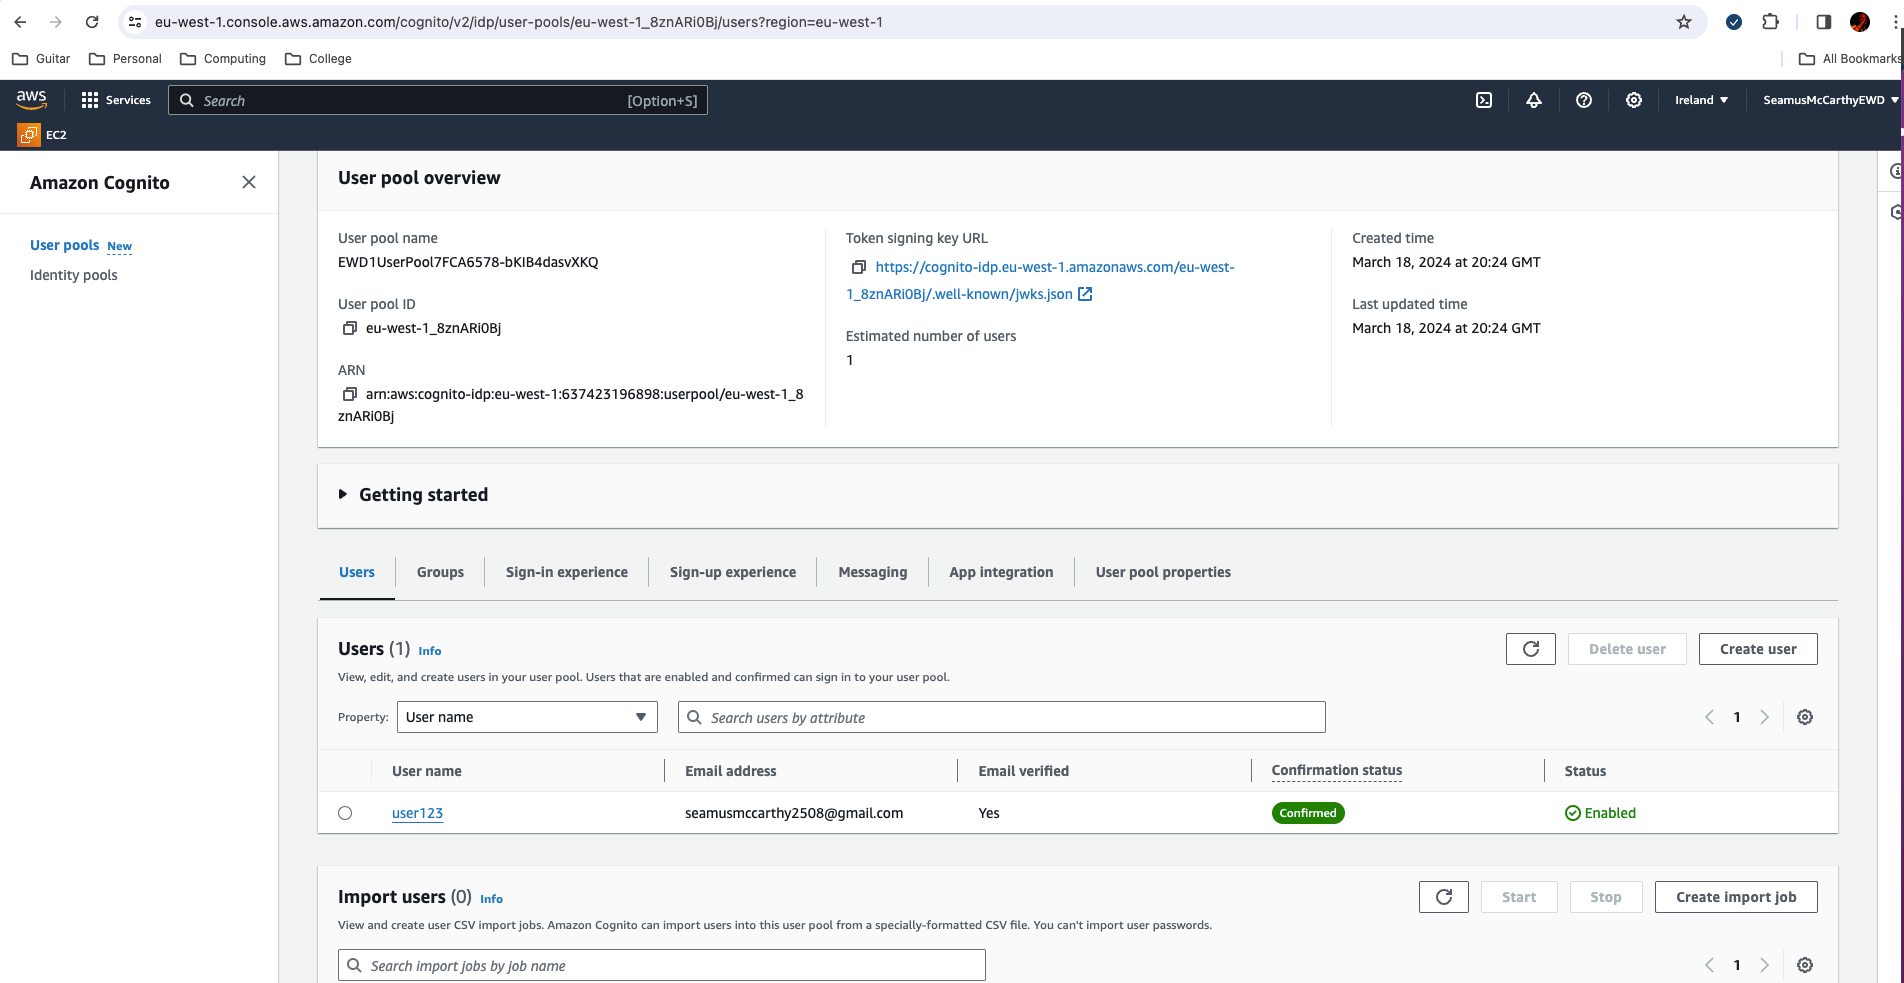 eu-west-1.console.aws.amazon.com/cognito/v2/idp/user-pools/eu-west-1_8znARi0Bj/users?region=eu-west-1
Guitar Personal Computing College All Bookmarks
aws Services Search [Option+S] Ireland SeamusMcCarthyEWD
EC2
Amazon Cognito
User pools New
Identity pools
User pool overview
User pool name
EWD1UserPool7FCA6578-bKIB4dasvXKQ
User pool ID
eu-west-1_8znARi0Bj
ARN
arn:aws:cognito-idp:eu-west-1:637423196898:userpool/eu-west-1_8
znARi0Bj
Token signing key URL
https://cognito-idp.eu-west-1.amazonaws.com/eu-west-
1_8znARi0Bj/.well-known/jwks.json
Estimated number of users
1
Created time
March 18, 2024 at 20:24 GMT
Last updated time
March 18, 2024 at 20:24 GMT
Getting started
Users Groups Sign-in experience Sign-up experience Messaging App integration User pool properties
Users (1) Info Delete user Create user
View, edit, and create users in your user pool. Users that are enabled and confirmed can sign in to your user pool.
Property: User name Search users by attribute 1
User name Email address Email verified Confirmation status Status
user123 seamusmccarthy2508@gmail.com Yes Confirmed Enabled
Import users (0) Info Start Stop Create import job
View and create user CSV import jobs. Amazon Cognito can import users into this user pool from a specially-formatted CSV file. You can't import user passwords.
Search import jobs by job name 1